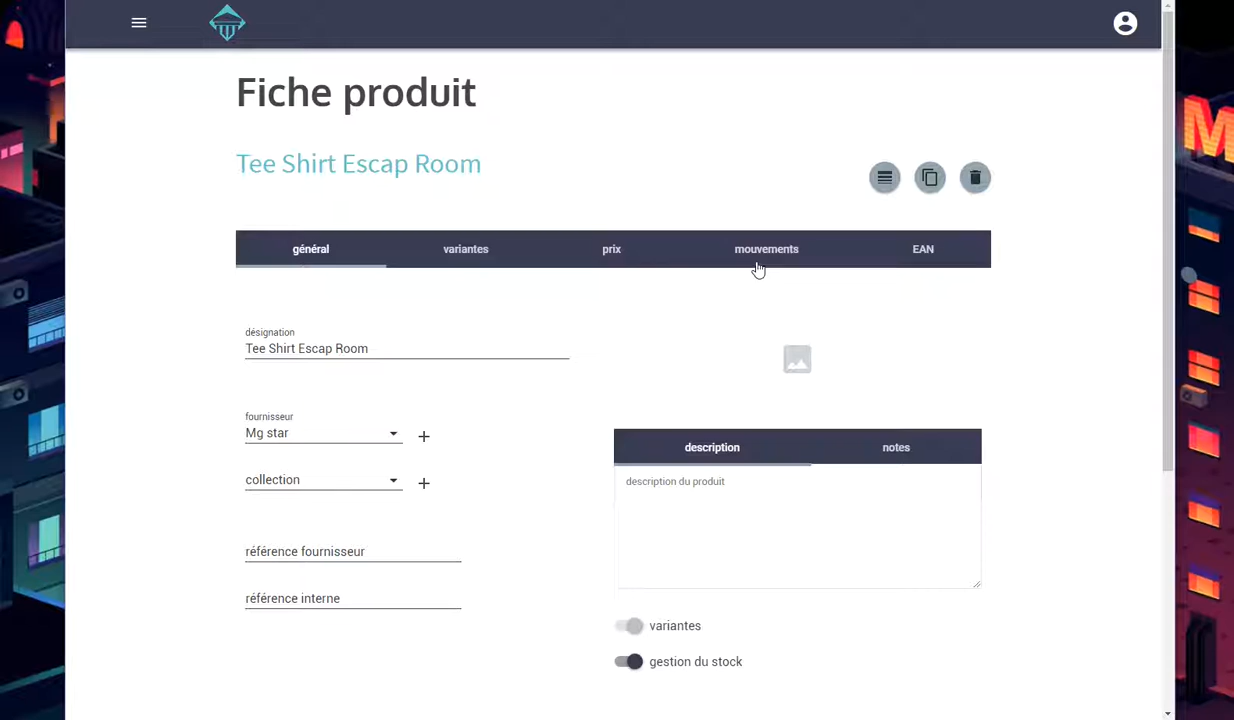 Fiche produit
Tee Shirt Escap Room
général
variantes
prix
mouvements
EAN
désignation
Tee Shirt Escap Room
fournisseur
Mg star
collection
référence fournisseur
référence interne
description
notes
description du produit
variantes
gestion du stock
M